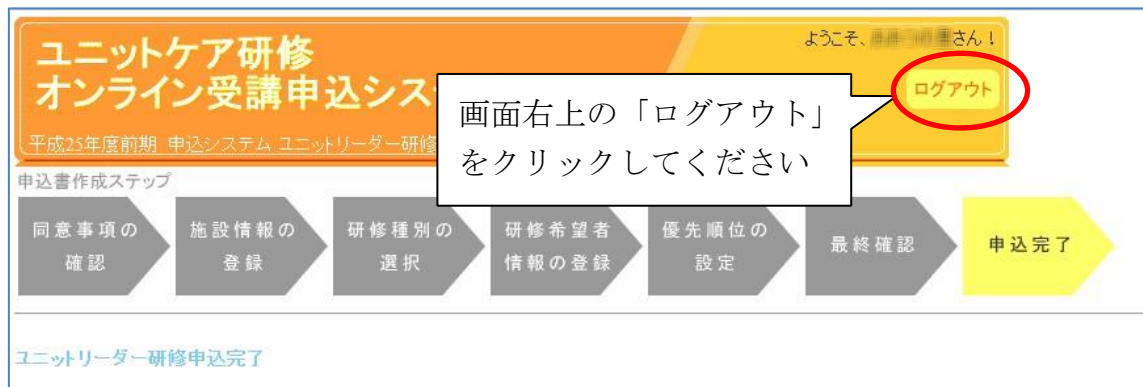 ユニットケア研修
ようこそ、さん！
オンライン受講申込シス
ログアウト
平成25年度前期 申込システム ユニットリーダー研修
画面右上の「ログアウト」
をクリックしてください
申込書作成ステップ
同意事項の
確認
施設情報の
登録
研修種別の
選択
研修希望者
情報の登録
優先順位の
設定
最終確認
申込完了
ユニットリーダー研修申込完了